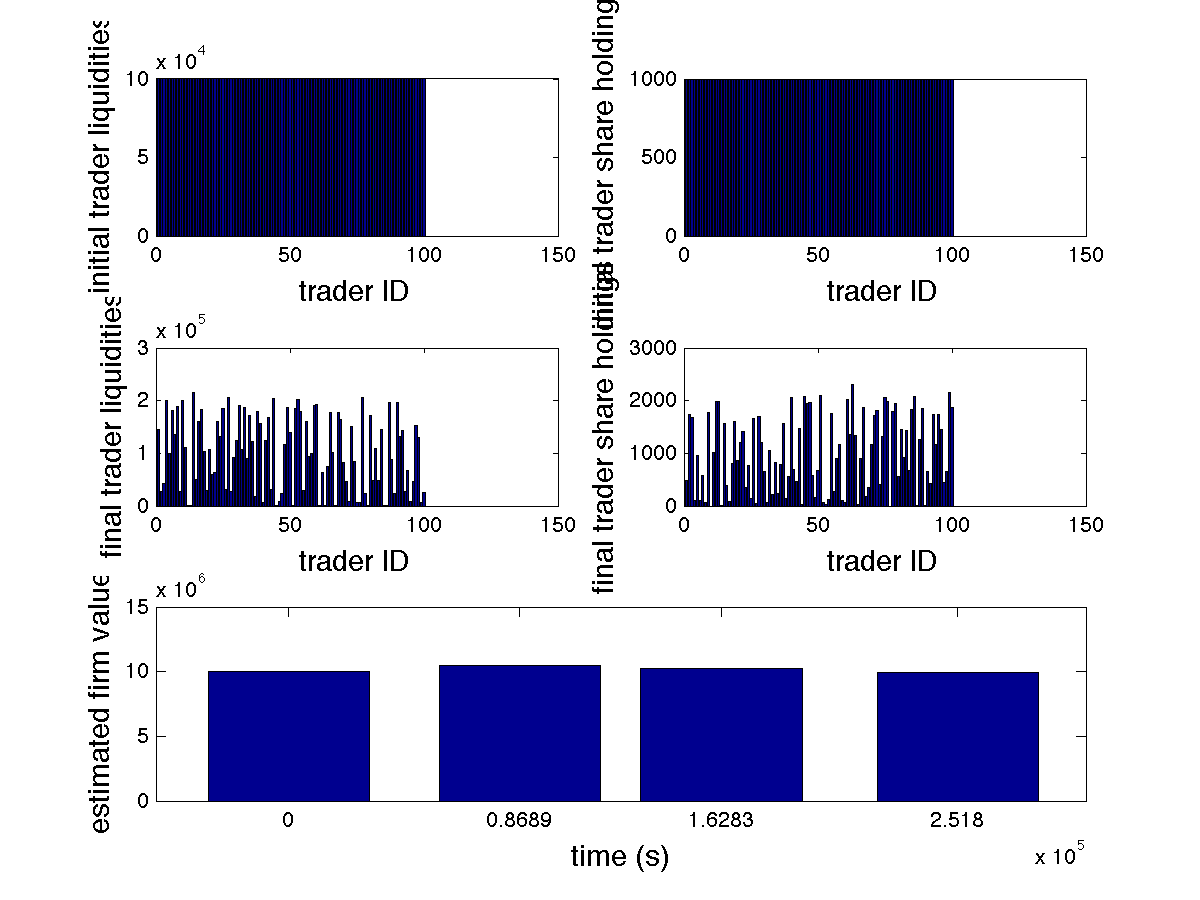 initial trader liquidities
x 10^4
10
5
0
0 50 100 150
trader ID
trader share holding
1000
500
0
0 50 100 150
trader ID
final trader liquidities
x 10^5
3
2
1
0
0 50 100 150
trader ID
final trader share holdings
3000
2000
1000
0
0 50 100 150
trader ID
estimated firm value
x 10^6
15
10
5
0
0 0.8689 1.6283 2.518
time (s)
x 10^5